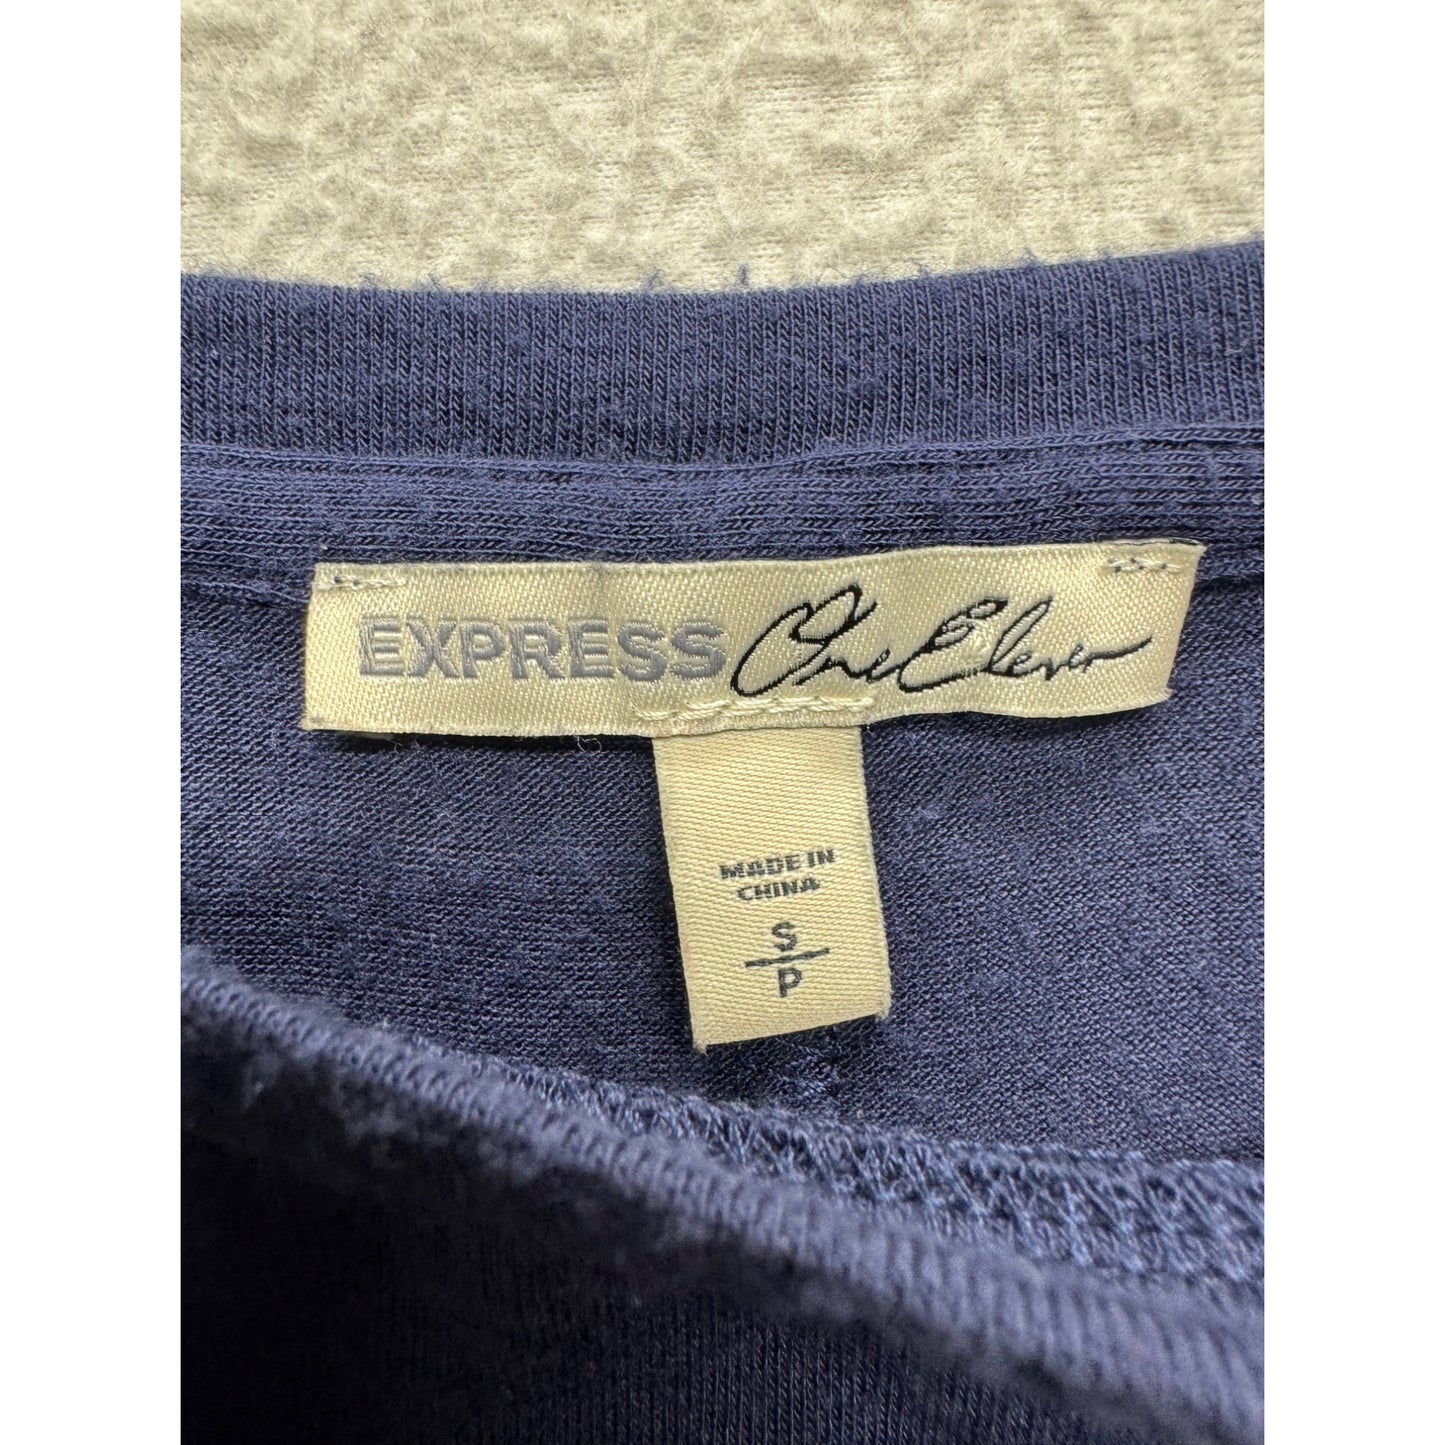 EXPRESS One Eleven
MADE IN
CHINA
S
P